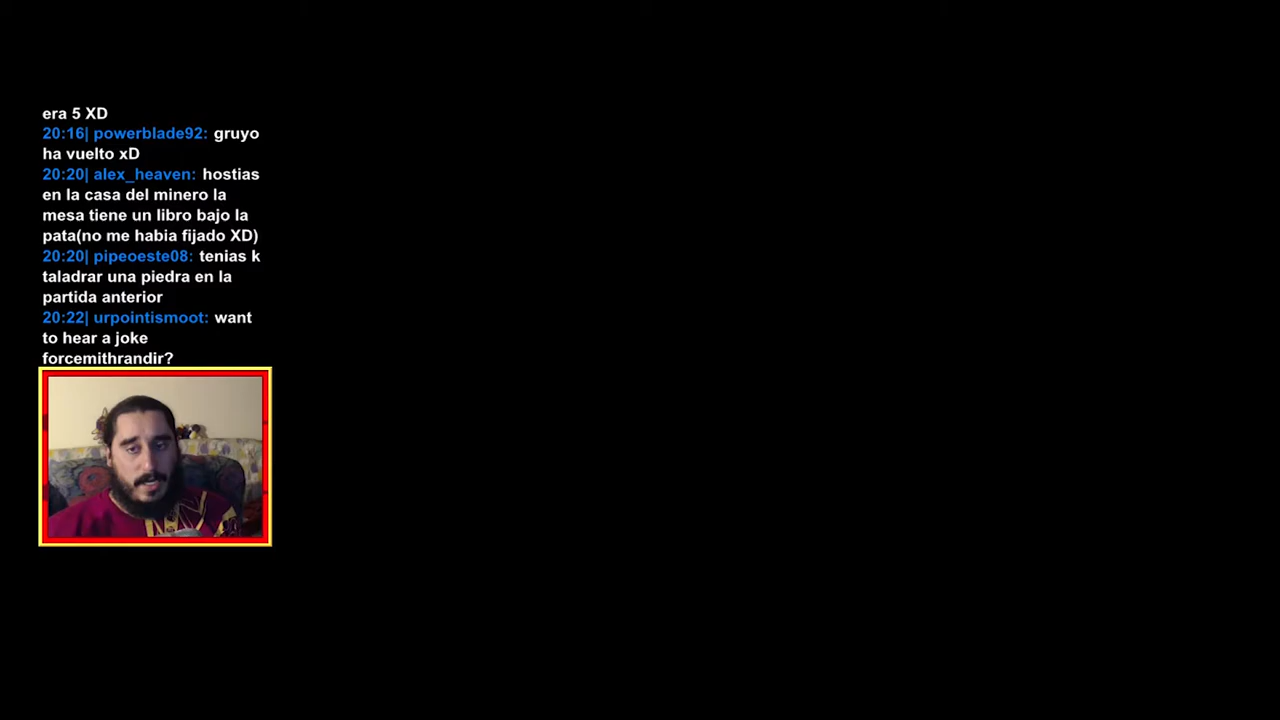 era 5 XD
20:16| powerblade92: gruyo
ha vuelto xD
20:20| alex_heaven: hostias
en la casa del minero la
mesa tiene un libro bajo la
pata(no me habia fijado XD)
20:20| pipeoeste08: tenias k
taladrar una piedra en la
partida anterior
20:22| urpointismoot: want
to hear a joke
forcemithrandir?